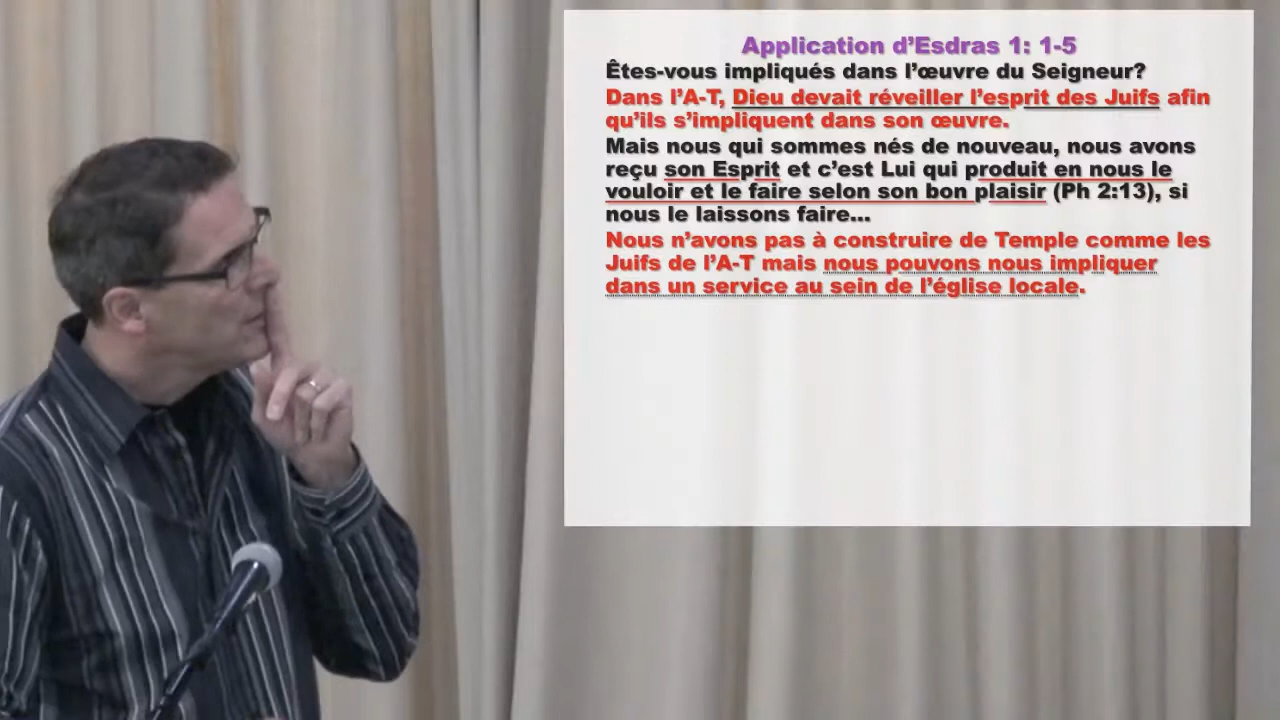 Application d’Esdras 1: 1-5
Êtes-vous impliqués dans l’œuvre du Seigneur?
Dans l’A-T, Dieu devait réveiller l’esprit des Juifs afin
qu’ils s’impliquent dans son œuvre.
Mais nous qui sommes nés de nouveau, nous avons
reçu son Esprit et c’est Lui qui produit en nous le
vouloir et le faire selon son bon plaisir (Ph 2:13), si
nous le laissons faire…
Nous n’avons pas à construire de Temple comme les
Juifs de l’A-T mais nous pouvons nous impliquer
dans un service au sein de l’église locale.